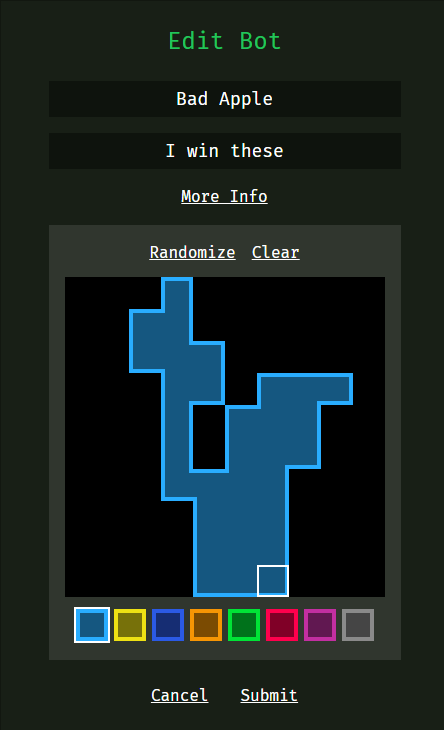 Edit Bot
Bad Apple
I win these
More Info
Randomize Clear
Cancel Submit